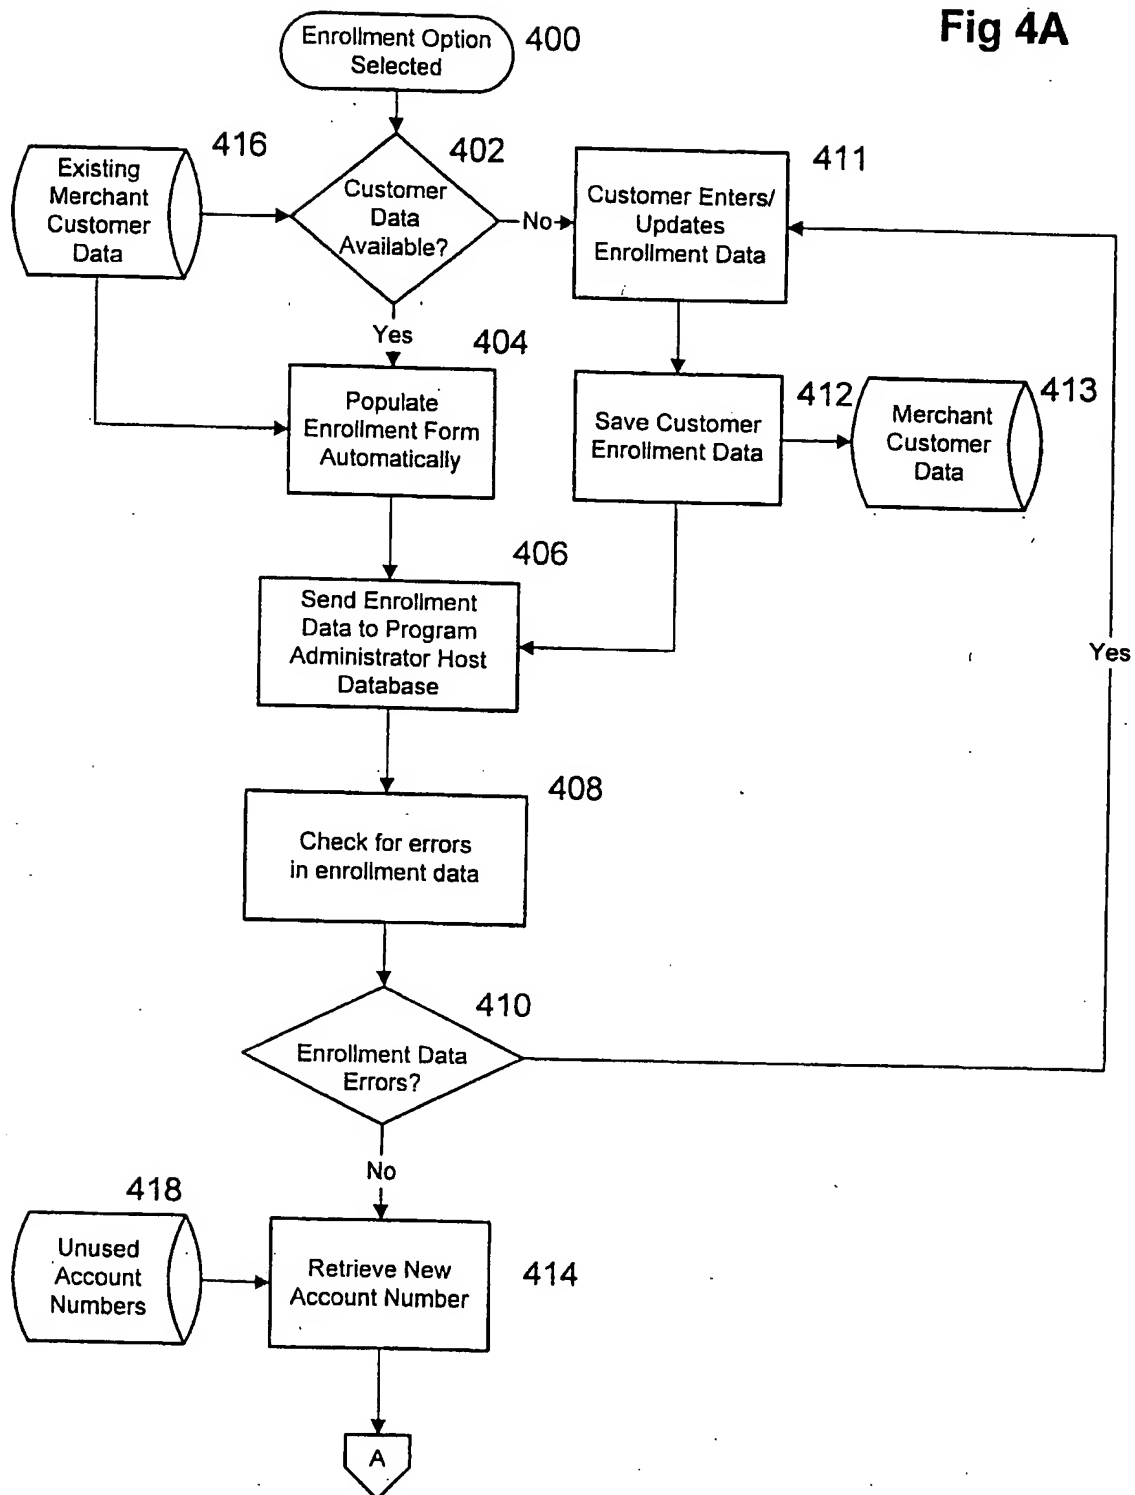 Fig 4A
Enrollment Option
Selected
400
416
Existing
Merchant
Customer
Data
402
Customer
Data
Available?
No
411
Customer Enters/
Updates
Enrollment Data
Yes
404
Populate
Enrollment Form
Automatically
412
Save Customer
Enrollment Data
413
Merchant
Customer
Data
406
Send Enrollment
Data to Program
Administrator Host
Database
Yes
408
Check for errors
in enrollment data
410
Enrollment Data
Errors?
No
418
Unused
Account
Numbers
Retrieve New
Account Number
414
A